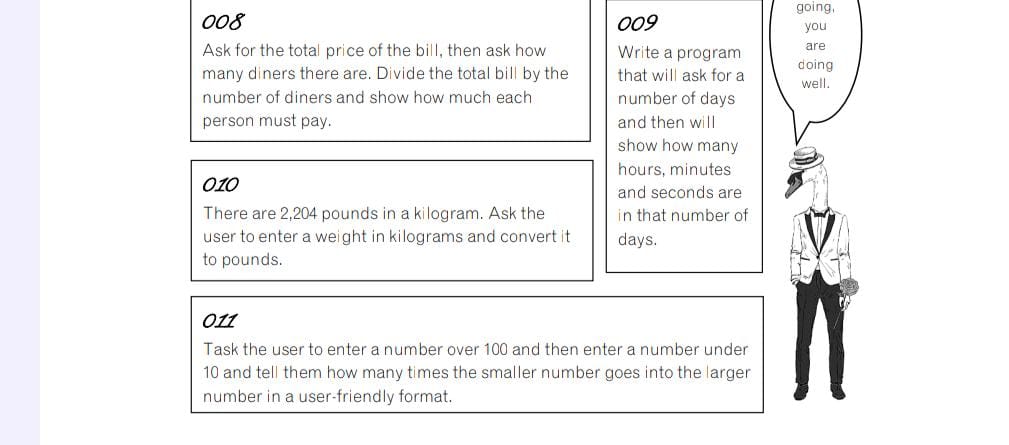 008
Ask for the total price of the bill, then ask how
many diners there are. Divide the total bill by the
number of diners and show how much each
person must pay.
009
Write a program
that will ask for a
number of days
and then will
show how many
hours, minutes
and seconds are
in that number of
days.
going,
you
are
doing
well.
010
There are 2,204 pounds in a kilogram. Ask the
user to enter a weight in kilograms and convert it
to pounds.
011
Task the user to enter a number over 100 and then enter a number under
10 and tell them how many times the smaller number goes into the larger
number in a user-friendly format.